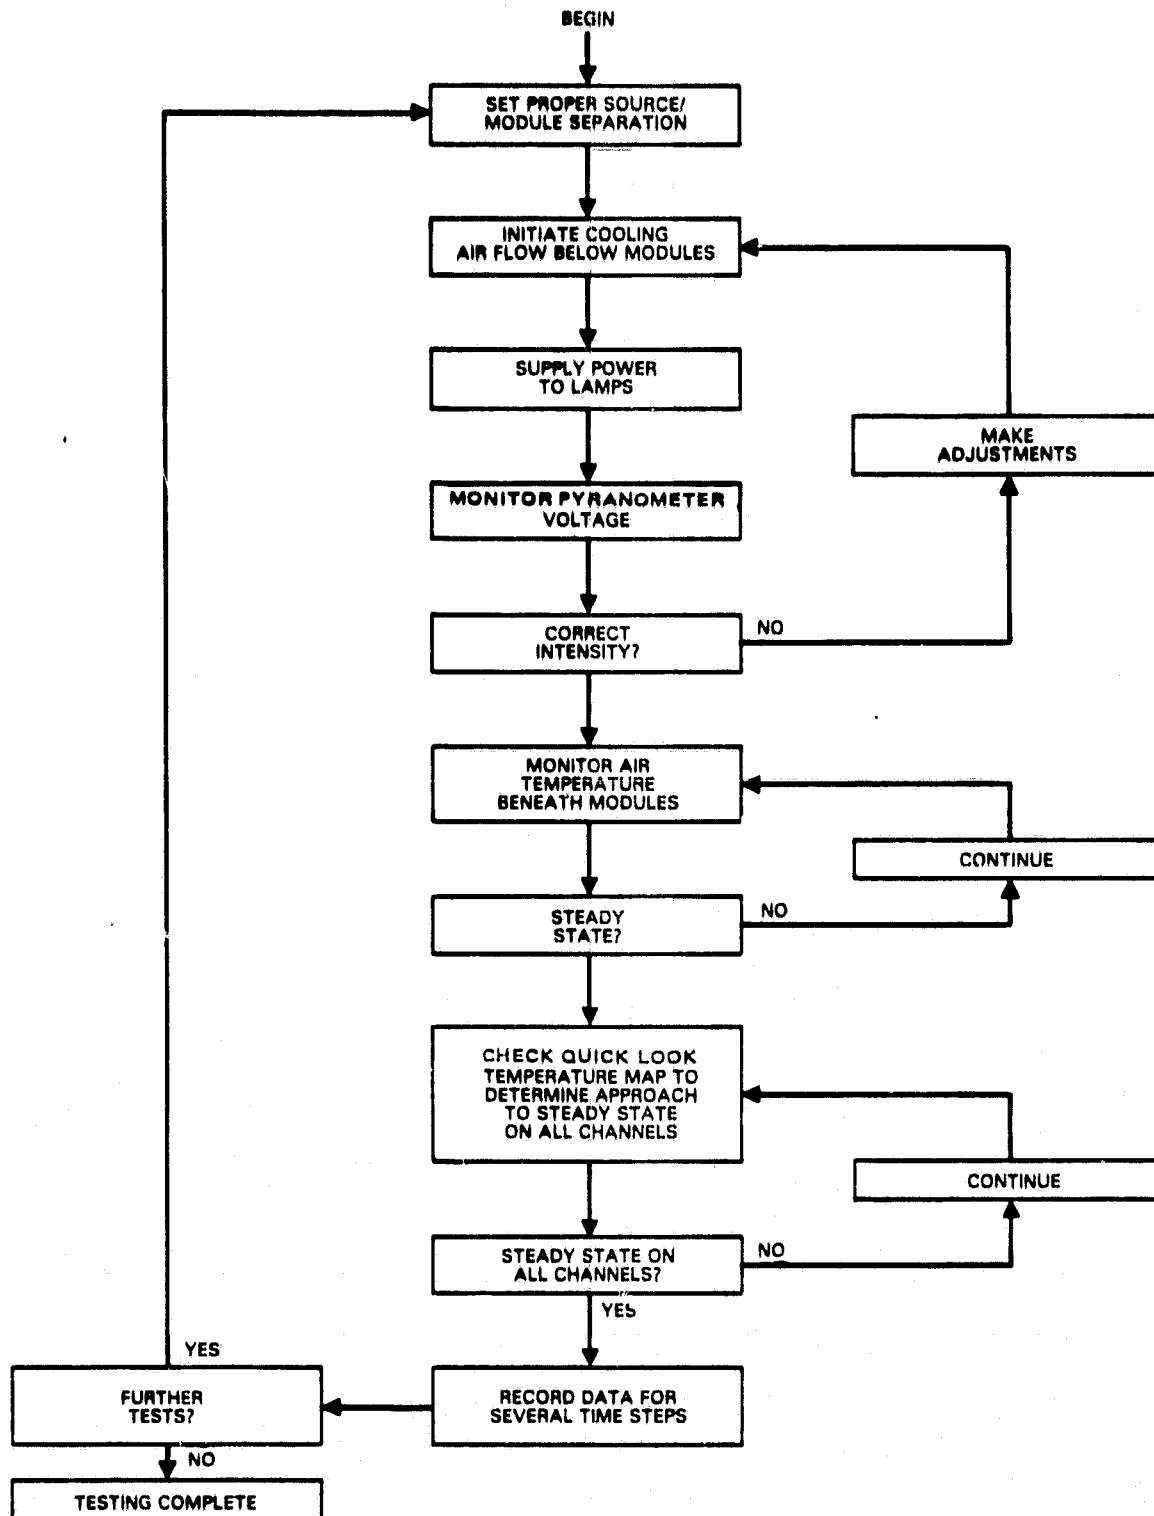 BEGIN
SET PROPER SOURCE/
MODULE SEPARATION
INITIATE COOLING
AIR FLOW BELOW MODULES
SUPPLY POWER
TO LAMPS
MAKE
ADJUSTMENTS
MONITOR PYRANOMETER
VOLTAGE
CORRECT
INTENSITY?
NO
MONITOR AIR
TEMPERATURE
BENEATH MODULES
CONTINUE
STEADY
STATE?
NO
CHECK QUICK LOOK
TEMPERATURE MAP TO
DETERMINE APPROACH
TO STEADY STATE
ON ALL CHANNELS
CONTINUE
STEADY STATE ON
ALL CHANNELS?
NO
YES
YES
FURTHER
TESTS?
RECORD DATA FOR
SEVERAL TIME STEPS
NO
TESTING COMPLETE